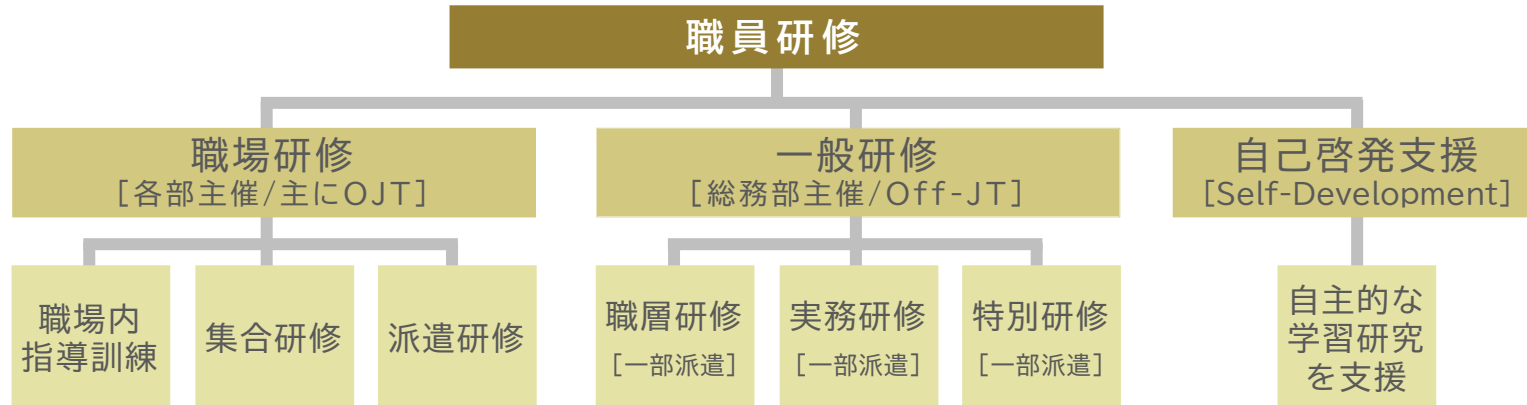 職員研修
職場研修
[各部主催/主にOJT]
一般研修
[総務部主催/Off-JT]
自己啓発支援
[Self-Development]
職場内
指導訓練
集合研修
派遣研修
職層研修
[一部派遣]
実務研修
[一部派遣]
特別研修
[一部派遣]
自主的な
学習研究
を支援